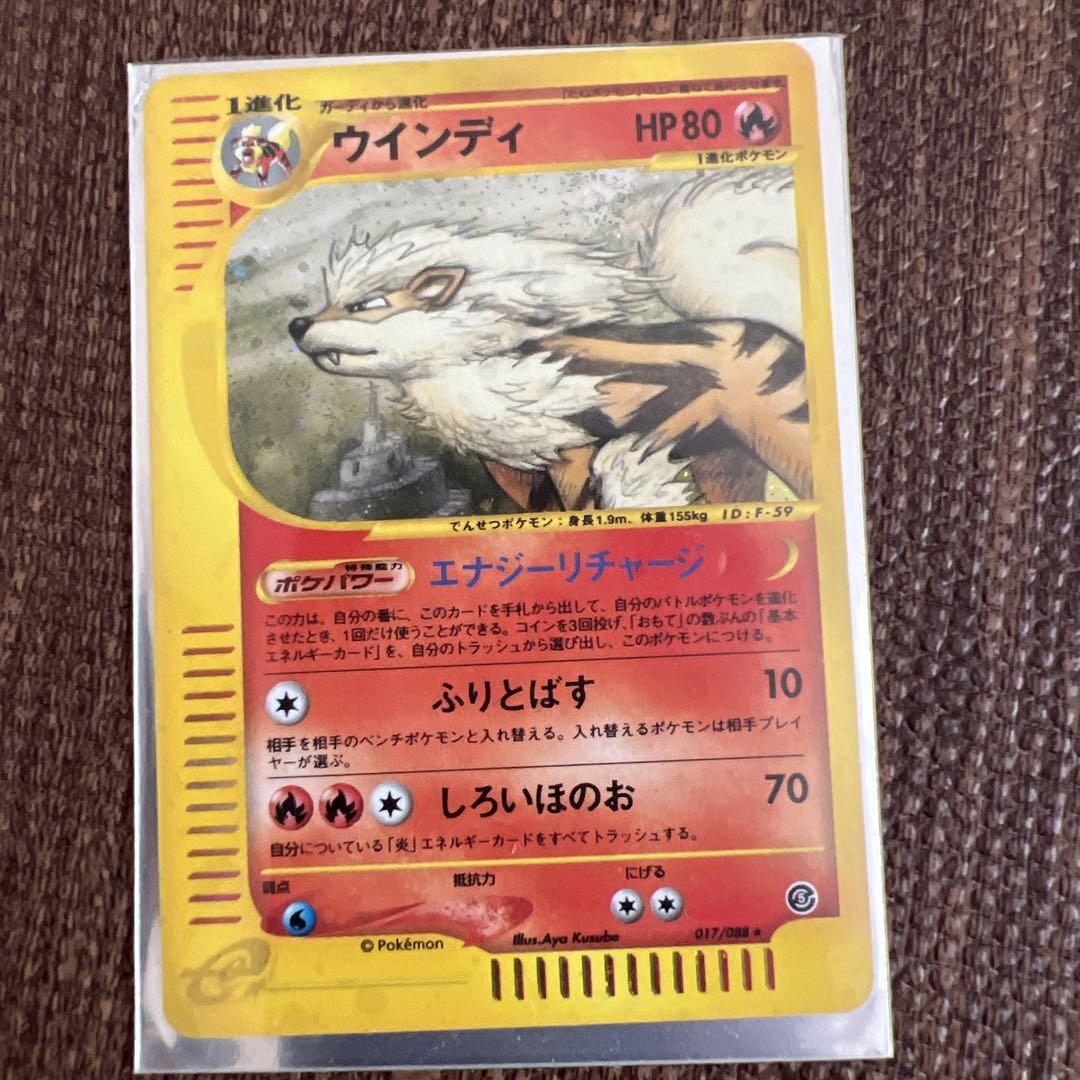 1進化
ガーディから進化
ウインディ
HP80
1進化ポケモン
でんせつポケモン：身長1.9m、体重155kg ID:F-59
特殊能力
ポケパワー
エナジーリチャージ
この力は、自分の番に、このカードを手札から出して、自分のバトルポケモンを進化
させたとき、1回だけ使うことができる。コインを3回投げ、「おもて」の数ぶんの「基本
エネルギーカード」を、自分のトラッシュから選び出し、このポケモンにつける。
ふりとばす 10
相手を相手のベンチポケモンと入れ替える。入れ替えるポケモンは相手プレイ
ヤーが選ぶ。
しろいほのお 70
自分についている「炎」エネルギーカードをすべてトラッシュする。
弱点 抵抗力 にげる
5
© Pokémon Illus.Aya Kusube 017/088 ★